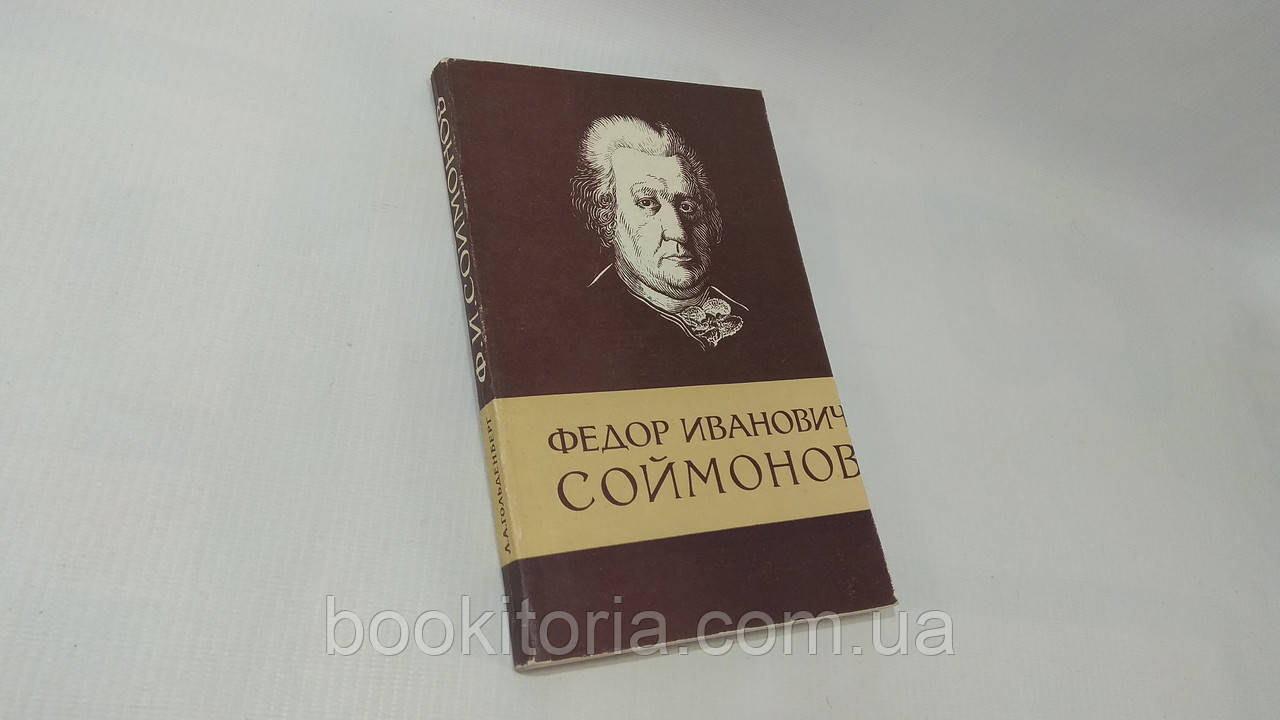 Ф.И.СОЙМОНОВ
Л.А.ГОЛЬДЕНБЕРГ
ФЕДОР ИВАНОВИЧ
СОЙМОНОВ
bookitoria.com.ua